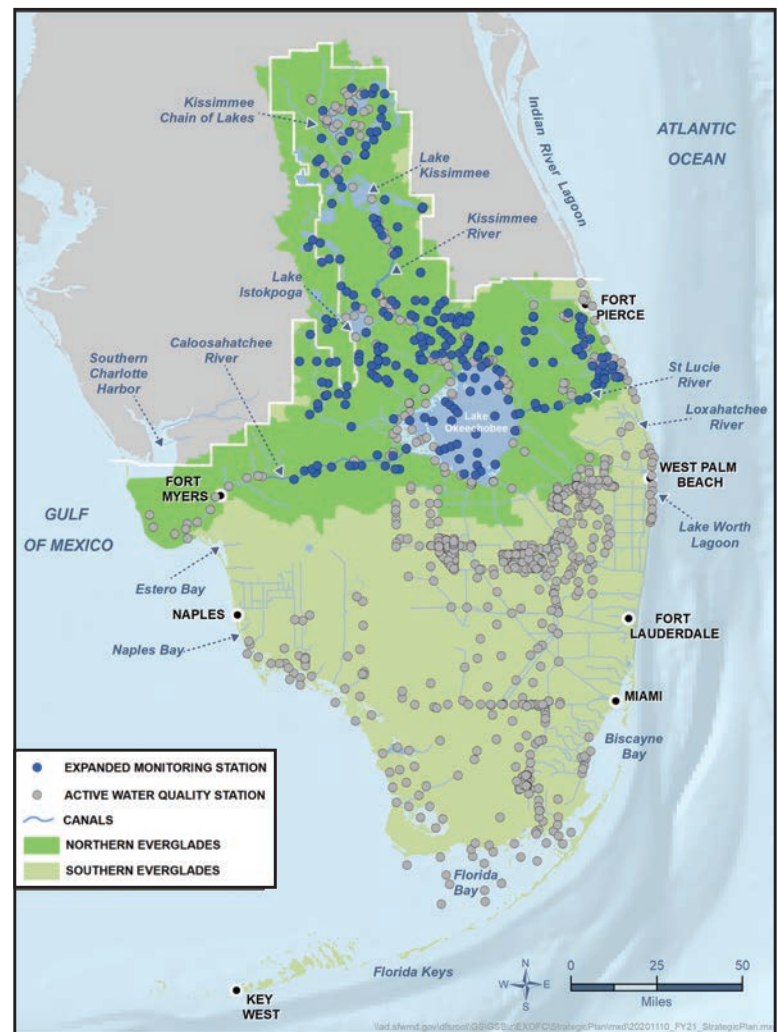 Kissimmee
Chain of Lakes
Indian River Lagoon
ATLANTIC
OCEAN
Lake
Kissimmee
Kissimmee
River
Lake
Istokpoga
FORT
PIERCE
Caloosahatchee
River
Southern
Charlotte
Harbor
St Lucie
River
Lake
Okeechobee
Loxahatchee
River
FORT
MYERS
WEST PALM
BEACH
GULF
OF MEXICO
Lake Worth
Lagoon
Estero Bay
NAPLES
FORT
LAUDERDALE
Naples Bay
MIAMI
Biscayne
Bay
EXPANDED MONITORING STATION
ACTIVE WATER QUALITY STATION
CANALS
NORTHERN EVERGLADES
SOUTHERN EVERGLADES
Florida
Bay
Florida Keys
KEY
WEST
N
W E
S
0 25 50
Miles